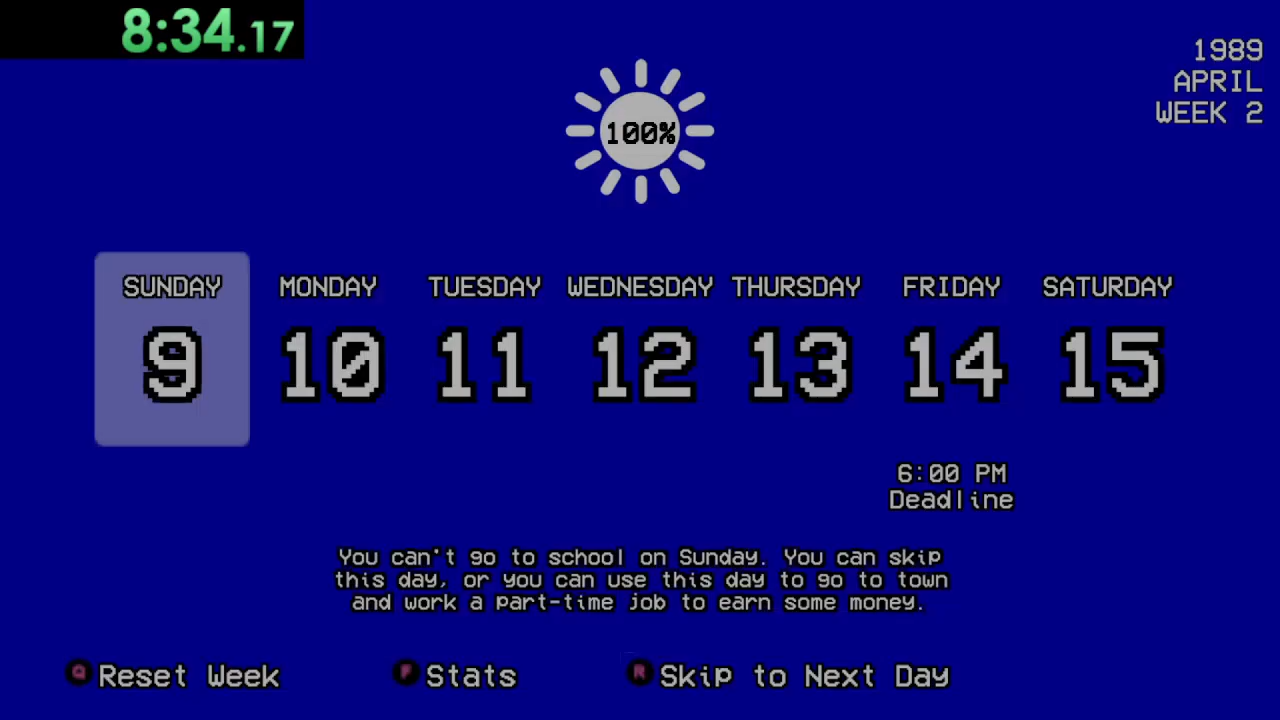 8:34.17
1989
APRIL
WEEK 2
100%
SUNDAY MONDAY TUESDAY WEDNESDAY THURSDAY FRIDAY SATURDAY
9 10 11 12 13 14 15
6:00 PM
Deadline
You can't go to school on Sunday. You can skip
this day, or you can use this day to go to town
and work a part-time job to earn some money.
Q Reset Week F Stats R Skip to Next Day